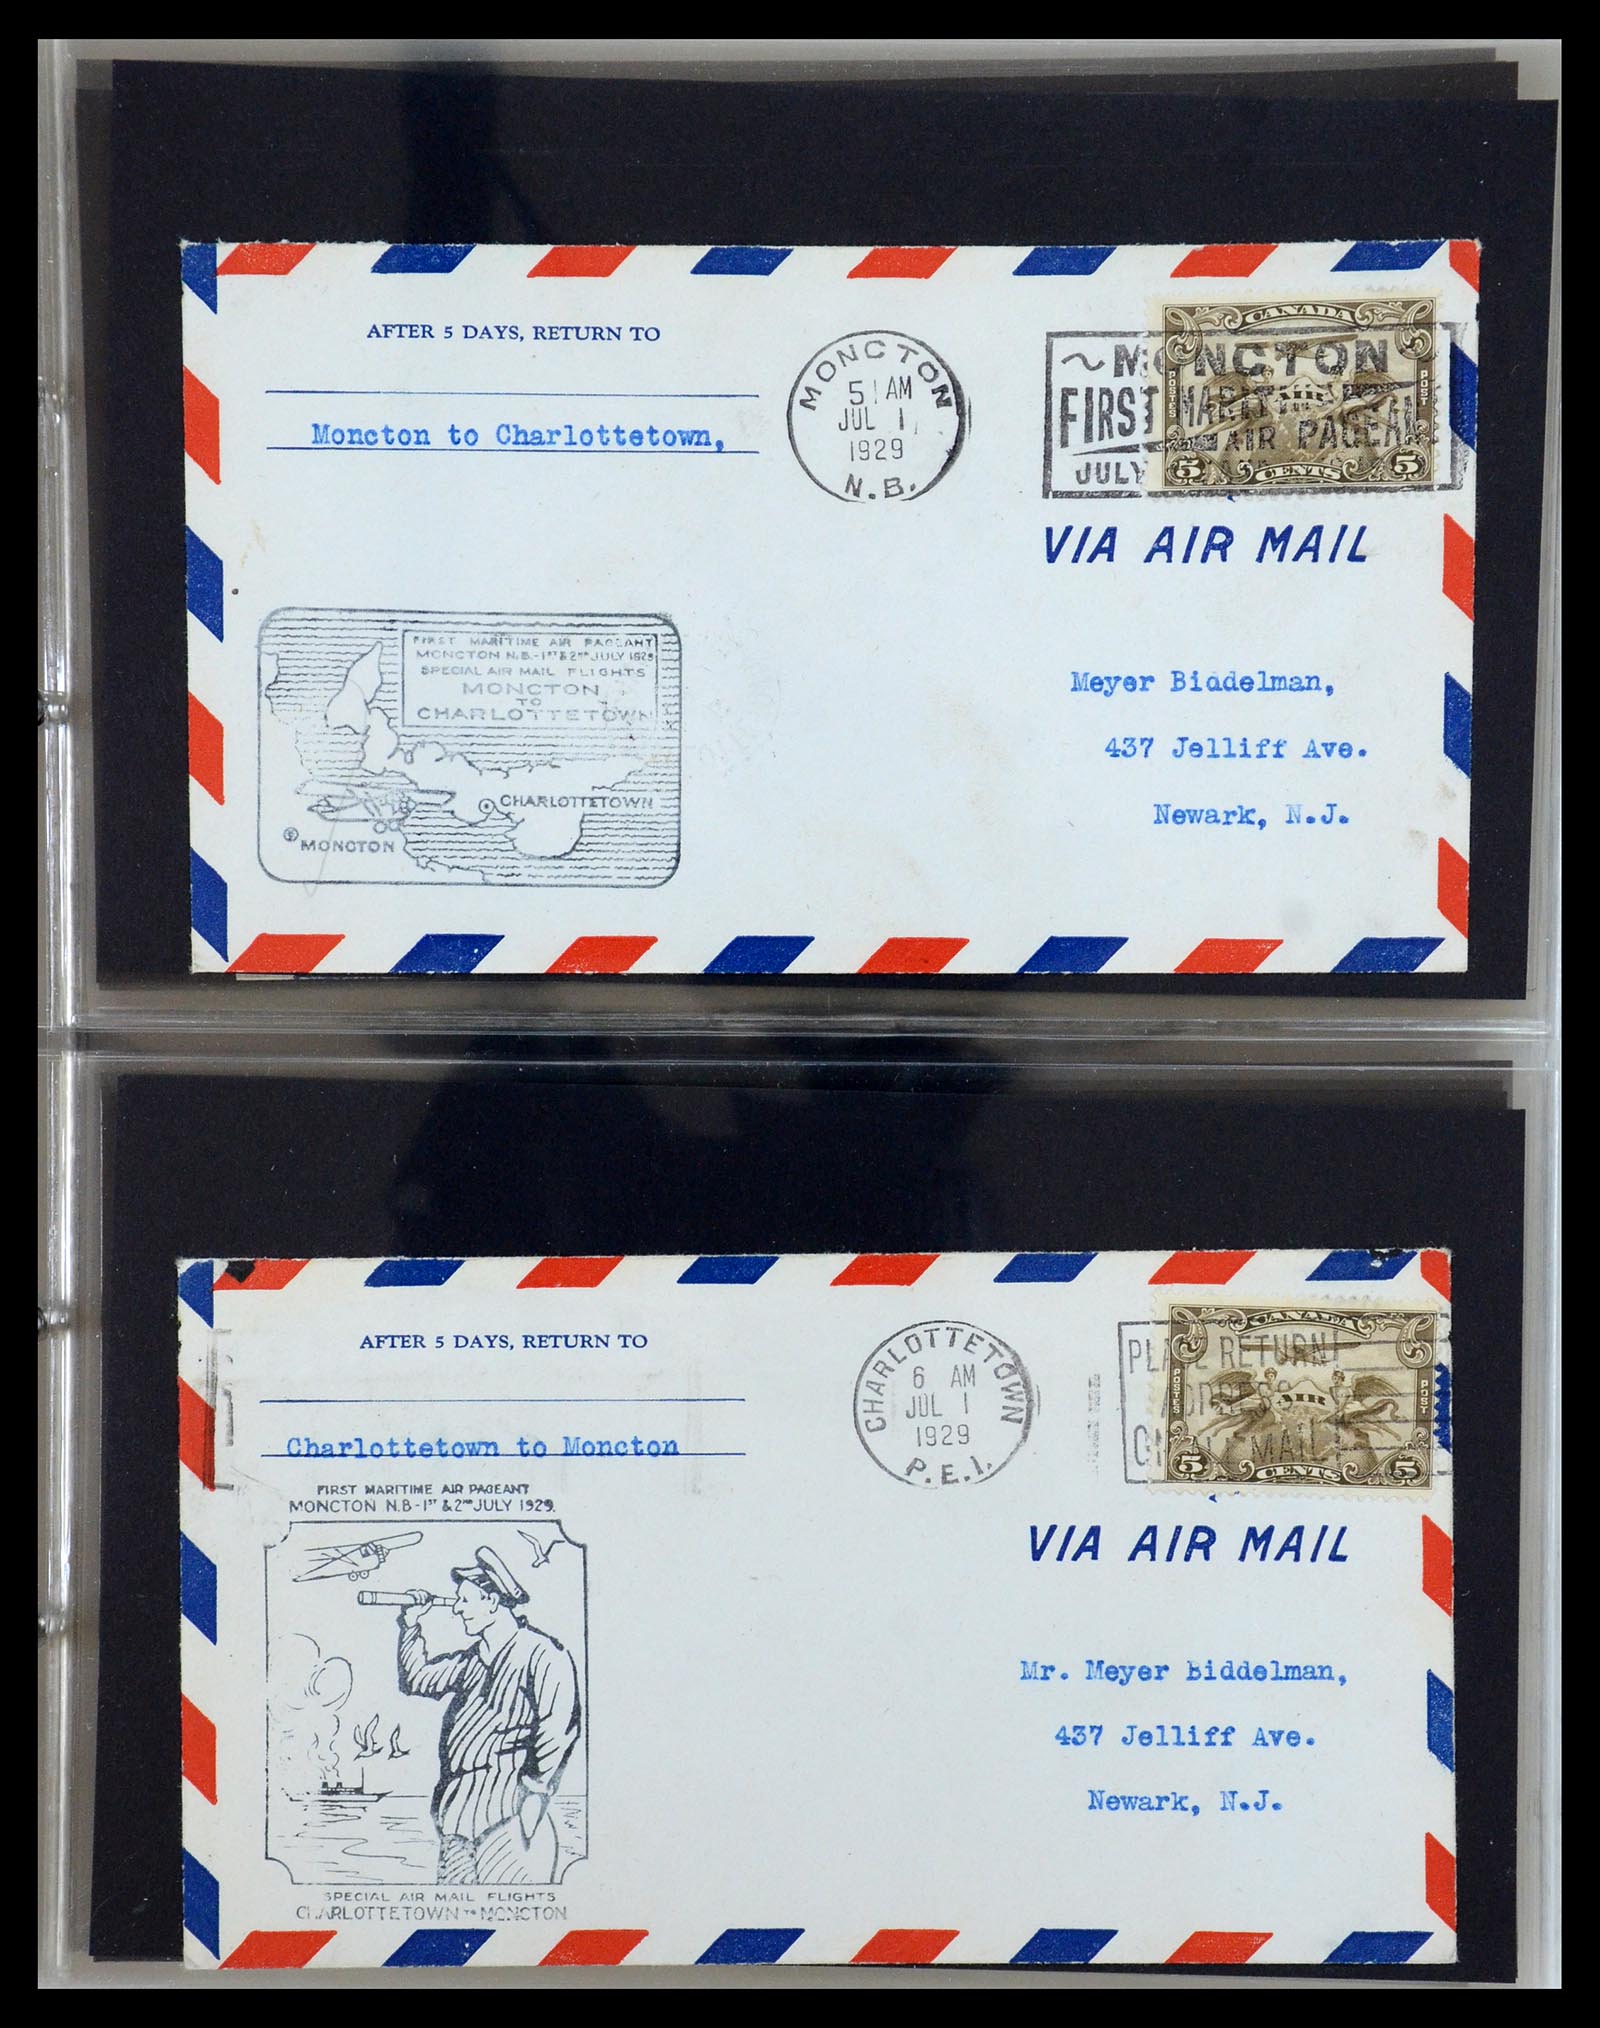 AFTER 5 DAYS, RETURN TO
Moncton to Charlottetown,
MONCTON
5 AM
JUL 1
1929
N.B.
CANADA
MONCTON
FIRST MARITIME
AIR PAGEANT
JULY
POSTES
AIR
POST
5 CENTS 5
VIA AIR MAIL
FIRST MARITIME AIR PAGEANT
MONCTON N.B.-1ST & 2ND JULY 1929
SPECIAL AIR MAIL FLIGHTS
MONCTON
TO
CHARLOTTETOWN
CHARLOTTETOWN
MONCTON
Meyer Biddelman,
437 Jelliff Ave.
Newark, N.J.
AFTER 5 DAYS, RETURN TO
Charlottetown to Moncton
CHARLOTTETOWN
6 AM
JUL 1
1929
P.E.I.
CANADA
RETURN
ADDRESS
MAIL
POSTES
AIR
POST
5 CENTS 5
VIA AIR MAIL
FIRST MARITIME AIR PAGEANT
MONCTON N.B-1ST & 2ND JULY 1929.
SPECIAL AIR MAIL FLIGHTS
CHARLOTTETOWN TO MONCTON
Mr. Meyer Biddelman,
437 Jelliff Ave.
Newark, N.J.